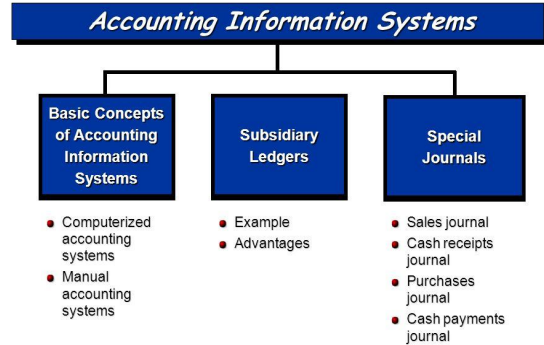 Accounting Information Systems
Basic Concepts
of Accounting
Information
Systems
Computerized
accounting
systems
Manual
accounting
systems
Subsidiary
Ledgers
Example
Advantages
Special
Journals
Sales journal
Cash receipts
journal
Purchases
journal
Cash payments
journal